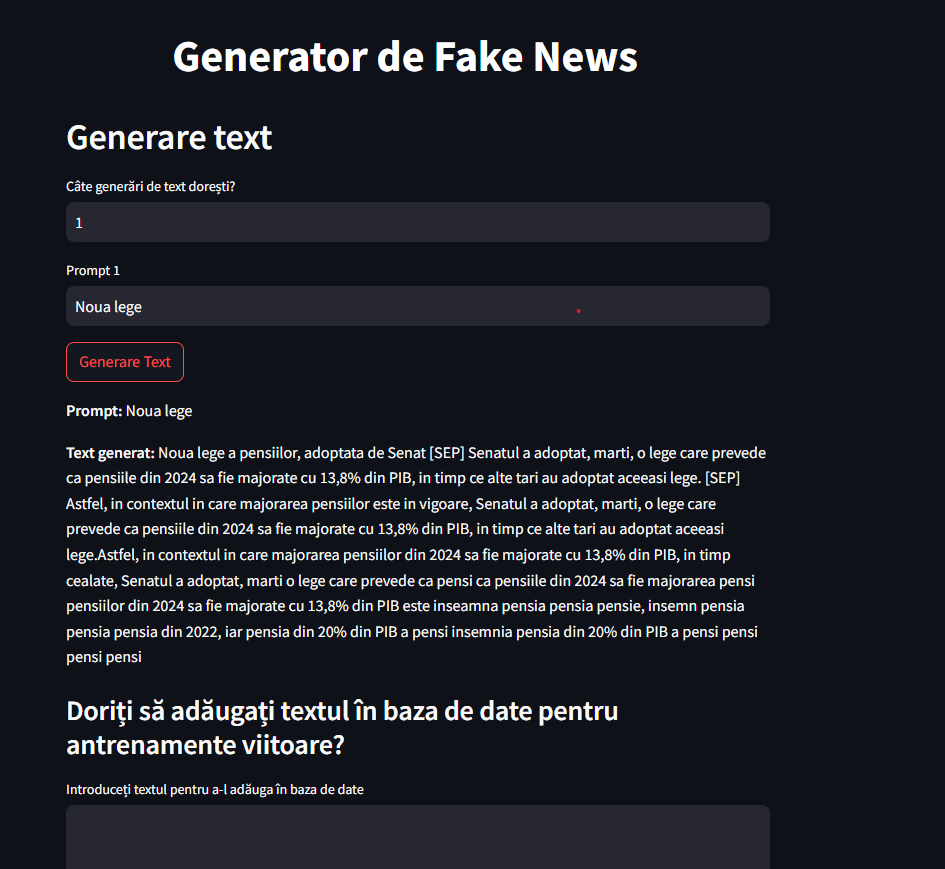 Generator de Fake News
Generare text
Câte generări de text dorești?
1
Prompt 1
Noua lege
Generare Text
Prompt: Noua lege
Text generat: Noua lege a pensiilor, adoptata de Senat [SEP] Senatul a adoptat, marti, o lege care prevede
ca pensiile din 2024 sa fie majorate cu 13,8% din PIB, in timp ce alte tari au adoptat aceeasi lege. [SEP]
Astfel, in contextul in care majorarea pensiilor este in vigoare, Senatul a adoptat, marti, o lege care
prevede ca pensiile din 2024 sa fie majorate cu 13,8% din PIB, in timp ce alte tari au adoptat aceeasi
lege.Astfel, in contextul in care majorarea pensiilor din 2024 sa fie majorate cu 13,8% din PIB, in timp
cealate, Senatul a adoptat, marti o lege care prevede ca pensi ca pensiile din 2024 sa fie majorarea pensi
pensiilor din 2024 sa fie majorate cu 13,8% din PIB este inseamna pensia pensia pensie, insemn pensia
pensia pensia din 2022, iar pensia din 20% din PIB a pensi insemnia pensia din 20% din PIB a pensi pensi
pensi pensi
Doriți să adăugați textul în baza de date pentru
antrenamente viitoare?
Introduceți textul pentru a-l adăuga în baza de date